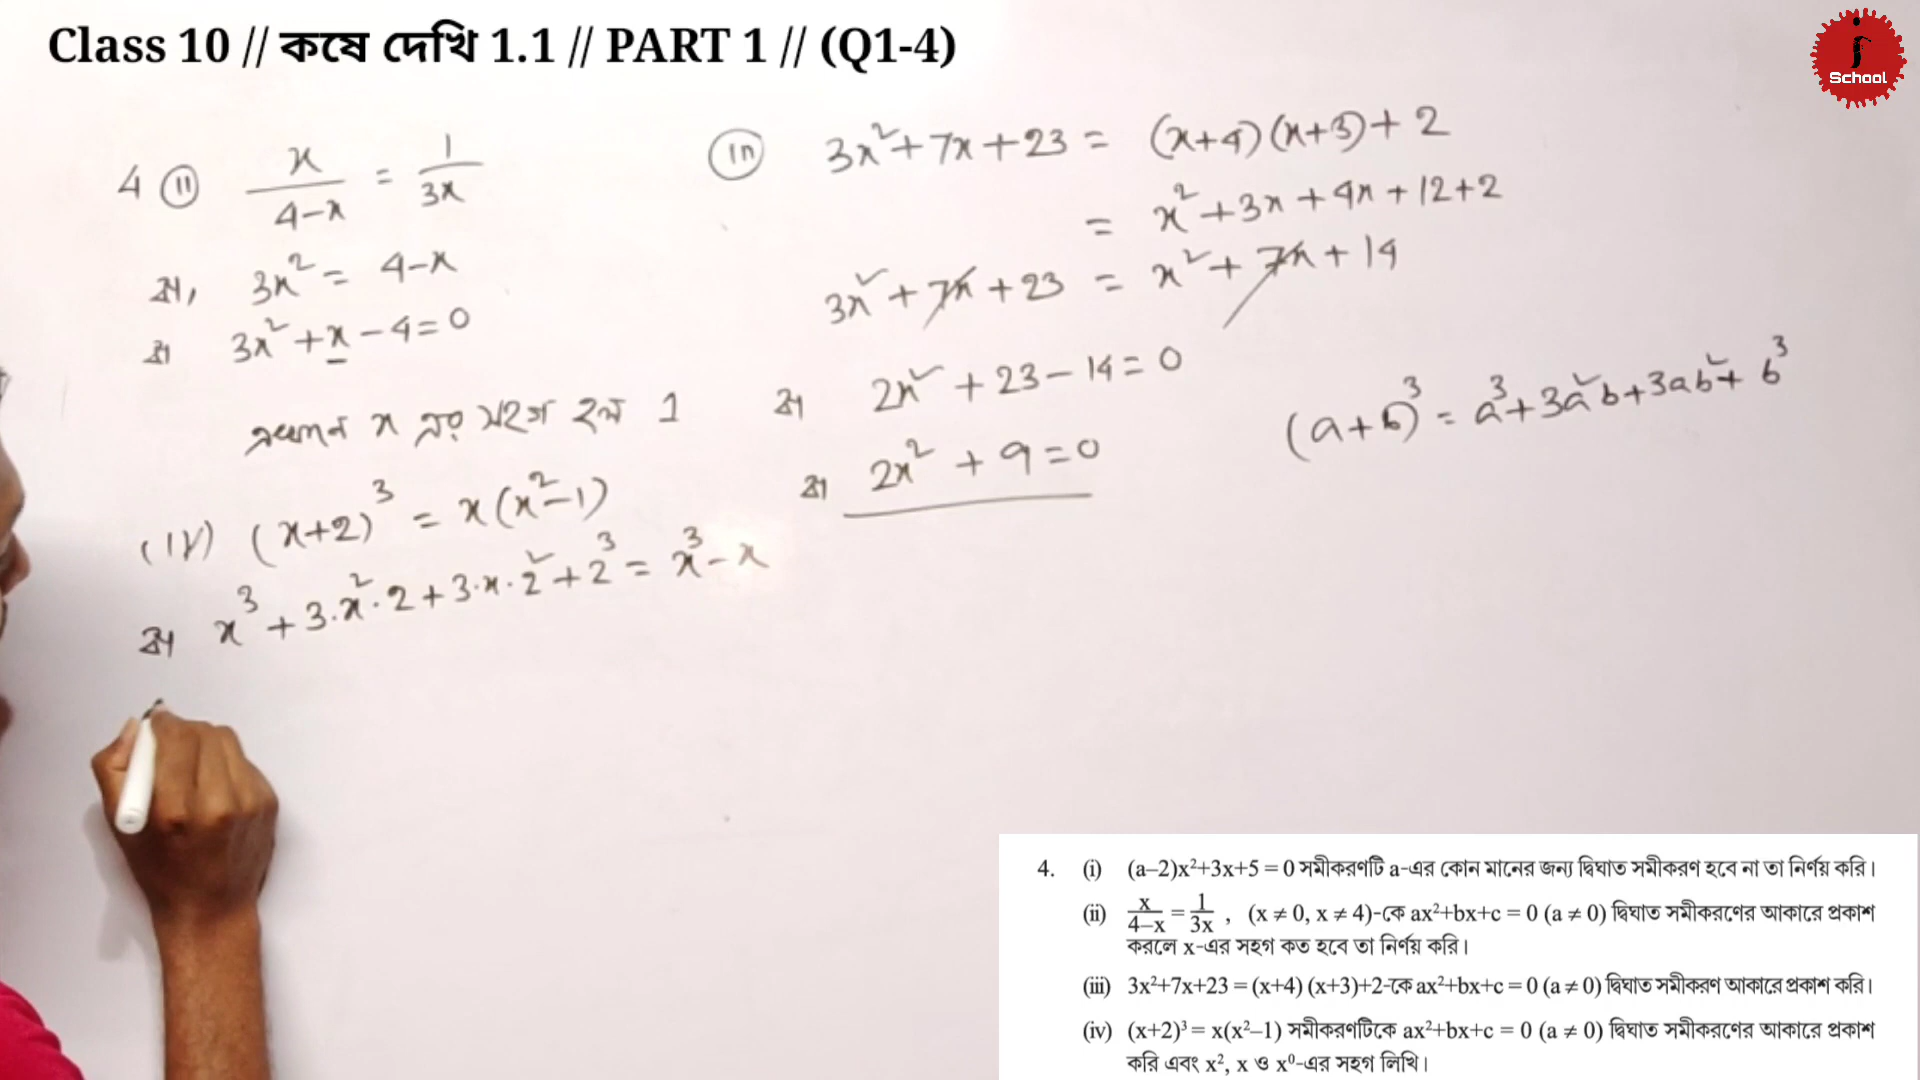 Class 10 // কষে দেখি 1.1 // PART 1 // (Q1-4)
School
4 (ii) x/(4-x) = 1/3x
বা, 3x² = 4-x
বা 3x²+x-4=0
এখানে x এর সহগ হল 1
(iv) (x+2)³ = x(x²-1)
বা x³+3.x².2+3.x.2²+2³ = x³-x
(iii) 3x²+7x+23 = (x+4)(x+3)+2
= x²+3x+4x+12+2
3x²+7x+23 = x²+7x+14
বা 2x²+23-14=0
বা 2x²+9=0
(a+b)³ = a³+3a²b+3ab²+b³
4. (i) (a–2)x²+3x+5 = 0 সমীকরণটি a-এর কোন মানের জন্য দ্বিঘাত সমীকরণ হবে না তা নির্ণয় করি।
(ii) x/(4–x) = 1/3x , (x ≠ 0, x ≠ 4)-কে ax²+bx+c = 0 (a ≠ 0) দ্বিঘাত সমীকরণের আকারে প্রকাশ
করলে x-এর সহগ কত হবে তা নির্ণয় করি।
(iii) 3x²+7x+23 = (x+4) (x+3)+2-কে ax²+bx+c = 0 (a ≠ 0) দ্বিঘাত সমীকরণ আকারে প্রকাশ করি।
(iv) (x+2)³ = x(x²–1) সমীকরণটিকে ax²+bx+c = 0 (a ≠ 0) দ্বিঘাত সমীকরণের আকারে প্রকাশ
করি এবং x², x ও x⁰-এর সহগ লিখি।